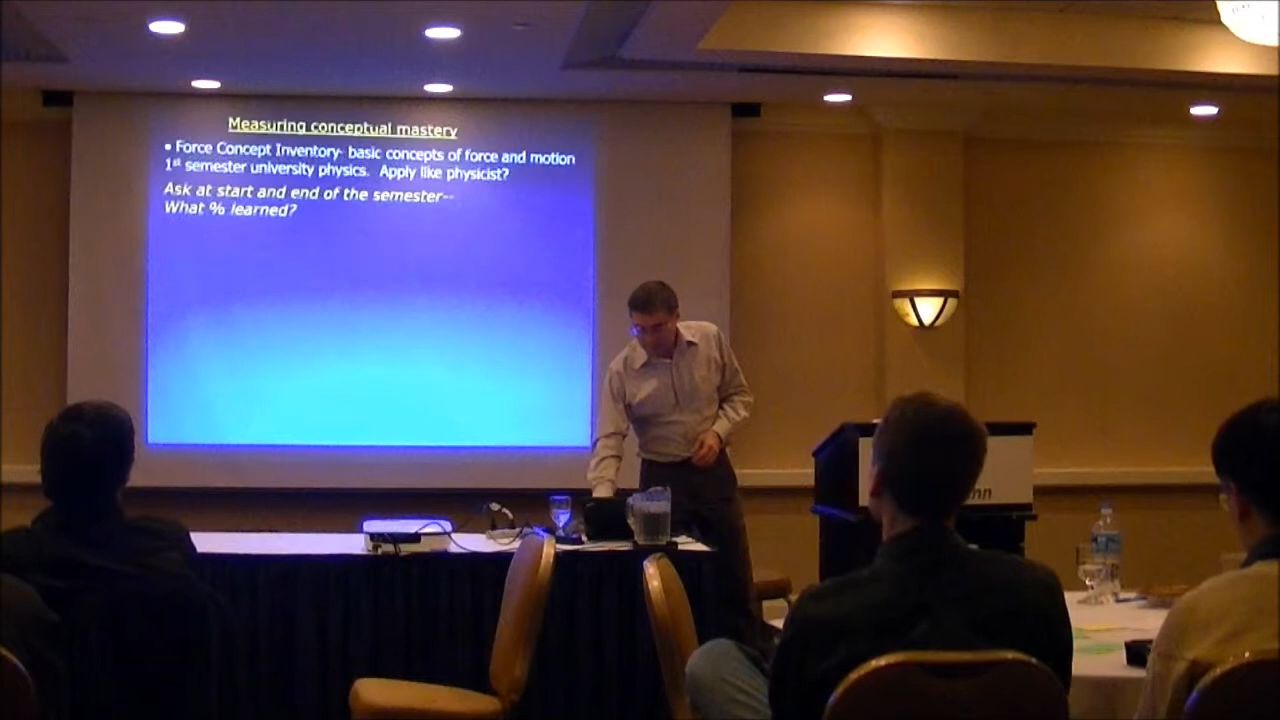 Measuring conceptual mastery
• Force Concept Inventory- basic concepts of force and motion
1st semester university physics. Apply like physicist?
Ask at start and end of the semester--
What % learned?